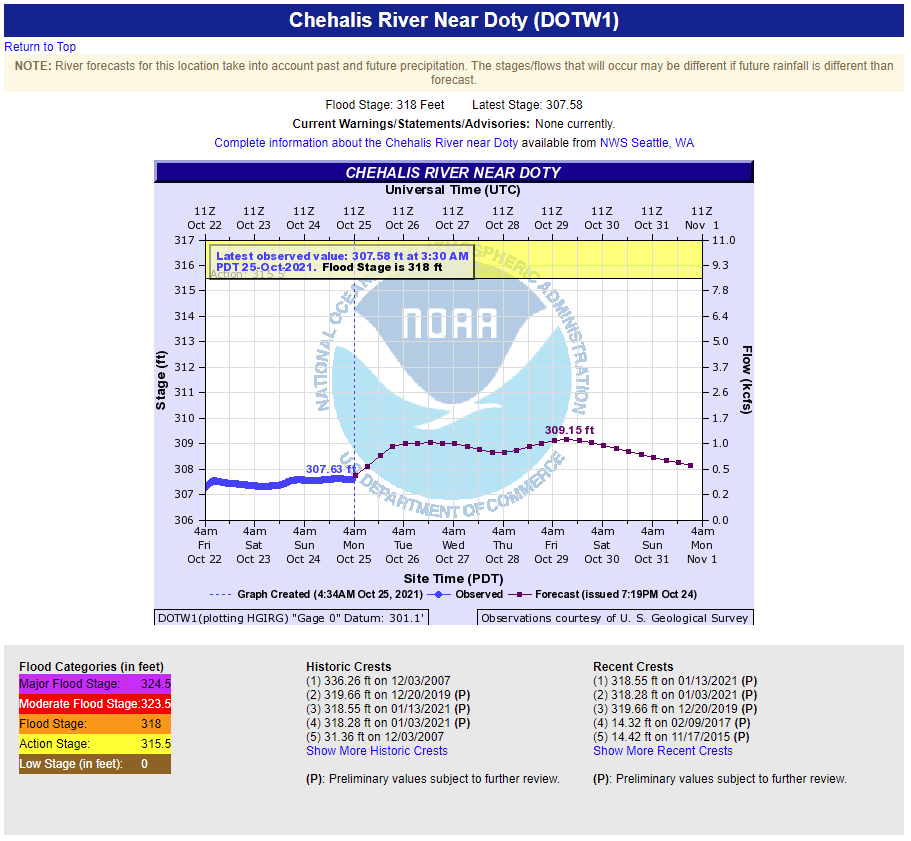 Chehalis River Near Doty (DOTW1)
Return to Top
NOTE: River forecasts for this location take into account past and future precipitation. The stages/flows that will occur may be different if future rainfall is different than
forecast.
Flood Stage: 318 Feet Latest Stage: 307.58
Current Warnings/Statements/Advisories: None currently.
Complete information about the Chehalis River near Doty available from NWS Seattle, WA
CHEHALIS RIVER NEAR DOTY
Universal Time (UTC)
11Z 11Z 11Z 11Z 11Z 11Z 11Z 11Z 11Z 11Z 11Z
Oct 22 Oct 23 Oct 24 Oct 25 Oct 26 Oct 27 Oct 28 Oct 29 Oct 30 Oct 31 Nov 1
317 11.0
Latest observed value: 307.58 ft at 3:30 AM
PDT 25-Oct-2021. Flood Stage is 318 ft
316 9.3
Action: 315.5
315 7.8
314 6.4
NOAA
NATIONAL OCEANIC AND ATMOSPHERIC ADMINISTRATION
U.S. DEPARTMENT OF COMMERCE
313 5.0
312 3.7
311 2.6
310 1.7
309 1.0
308 0.5
307 0.2
306 0.0
Stage (ft)
Flow (kcfs)
309.15 ft
307.63 ft
4am 4am 4am 4am 4am 4am 4am 4am 4am 4am 4am
Fri Sat Sun Mon Tue Wed Thu Fri Sat Sun Mon
Oct 22 Oct 23 Oct 24 Oct 25 Oct 26 Oct 27 Oct 28 Oct 29 Oct 30 Oct 31 Nov 1
Site Time (PDT)
Graph Created (4:34AM Oct 25, 2021) Observed Forecast (issued 7:19PM Oct 24)
DOTW1(plotting HGIRG) "Gage 0" Datum: 301.1' Observations courtesy of U. S. Geological Survey
Flood Categories (in feet)
Major Flood Stage: 324.5
Moderate Flood Stage:323.5
Flood Stage: 318
Action Stage: 315.5
Low Stage (in feet): 0
Historic Crests
(1) 336.26 ft on 12/03/2007
(2) 319.66 ft on 12/20/2019 (P)
(3) 318.55 ft on 01/13/2021 (P)
(4) 318.28 ft on 01/03/2021 (P)
(5) 31.36 ft on 12/03/2007
Show More Historic Crests
(P): Preliminary values subject to further review.
Recent Crests
(1) 318.55 ft on 01/13/2021 (P)
(2) 318.28 ft on 01/03/2021 (P)
(3) 319.66 ft on 12/20/2019 (P)
(4) 14.32 ft on 02/09/2017 (P)
(5) 14.42 ft on 11/17/2015 (P)
Show More Recent Crests
(P): Preliminary values subject to further review.